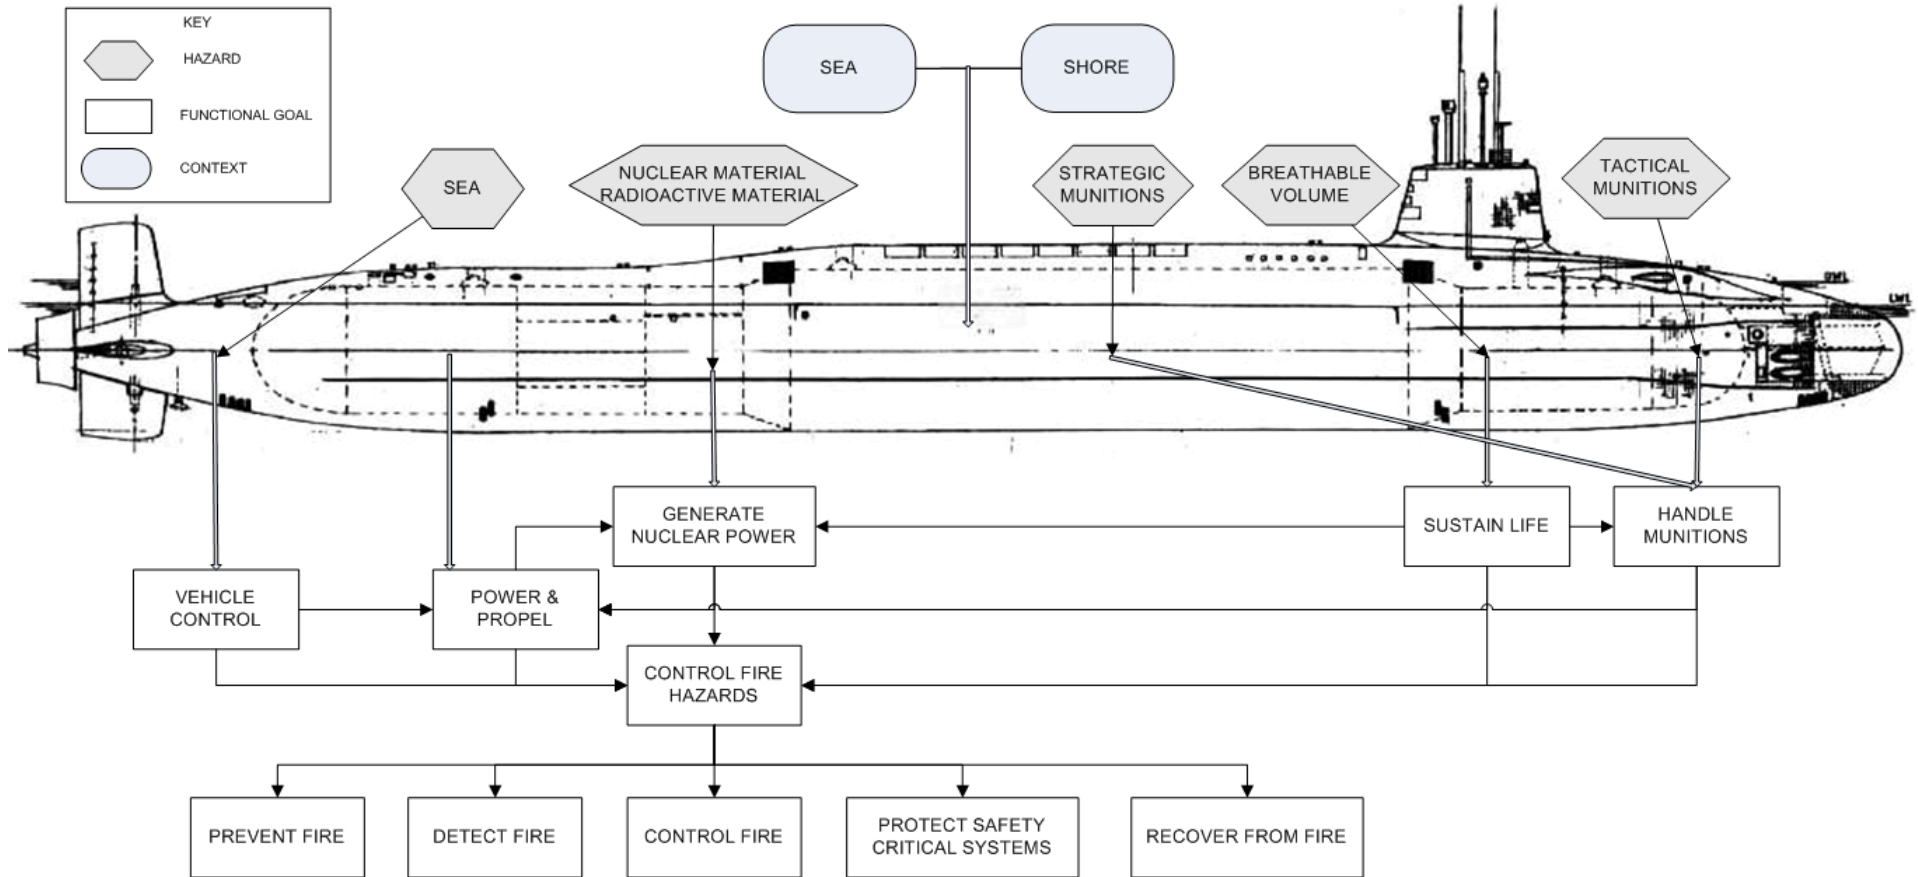 KEY
HAZARD
FUNCTIONAL GOAL
CONTEXT
SEA
SHORE
SEA
NUCLEAR MATERIAL
RADIOACTIVE MATERIAL
STRATEGIC
MUNITIONS
BREATHABLE
VOLUME
TACTICAL
MUNITIONS
LWL
GENERATE
NUCLEAR POWER
SUSTAIN LIFE
HANDLE
MUNITIONS
VEHICLE
CONTROL
POWER &
PROPEL
CONTROL FIRE
HAZARDS
PREVENT FIRE
DETECT FIRE
CONTROL FIRE
PROTECT SAFETY
CRITICAL SYSTEMS
RECOVER FROM FIRE